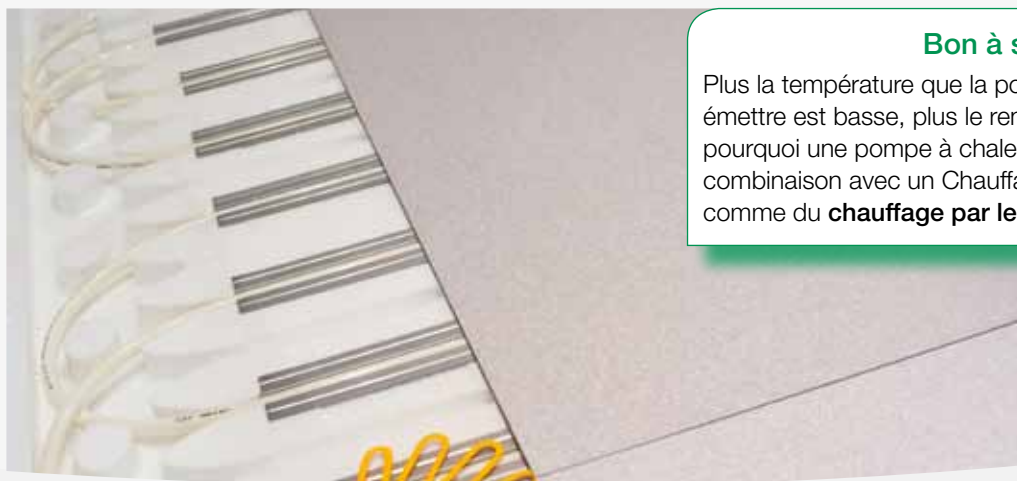 Bon à s
Plus la température que la po
émettre est basse, plus le ren
pourquoi une pompe à chale
combinaison avec un Chauffa
comme du chauffage par le